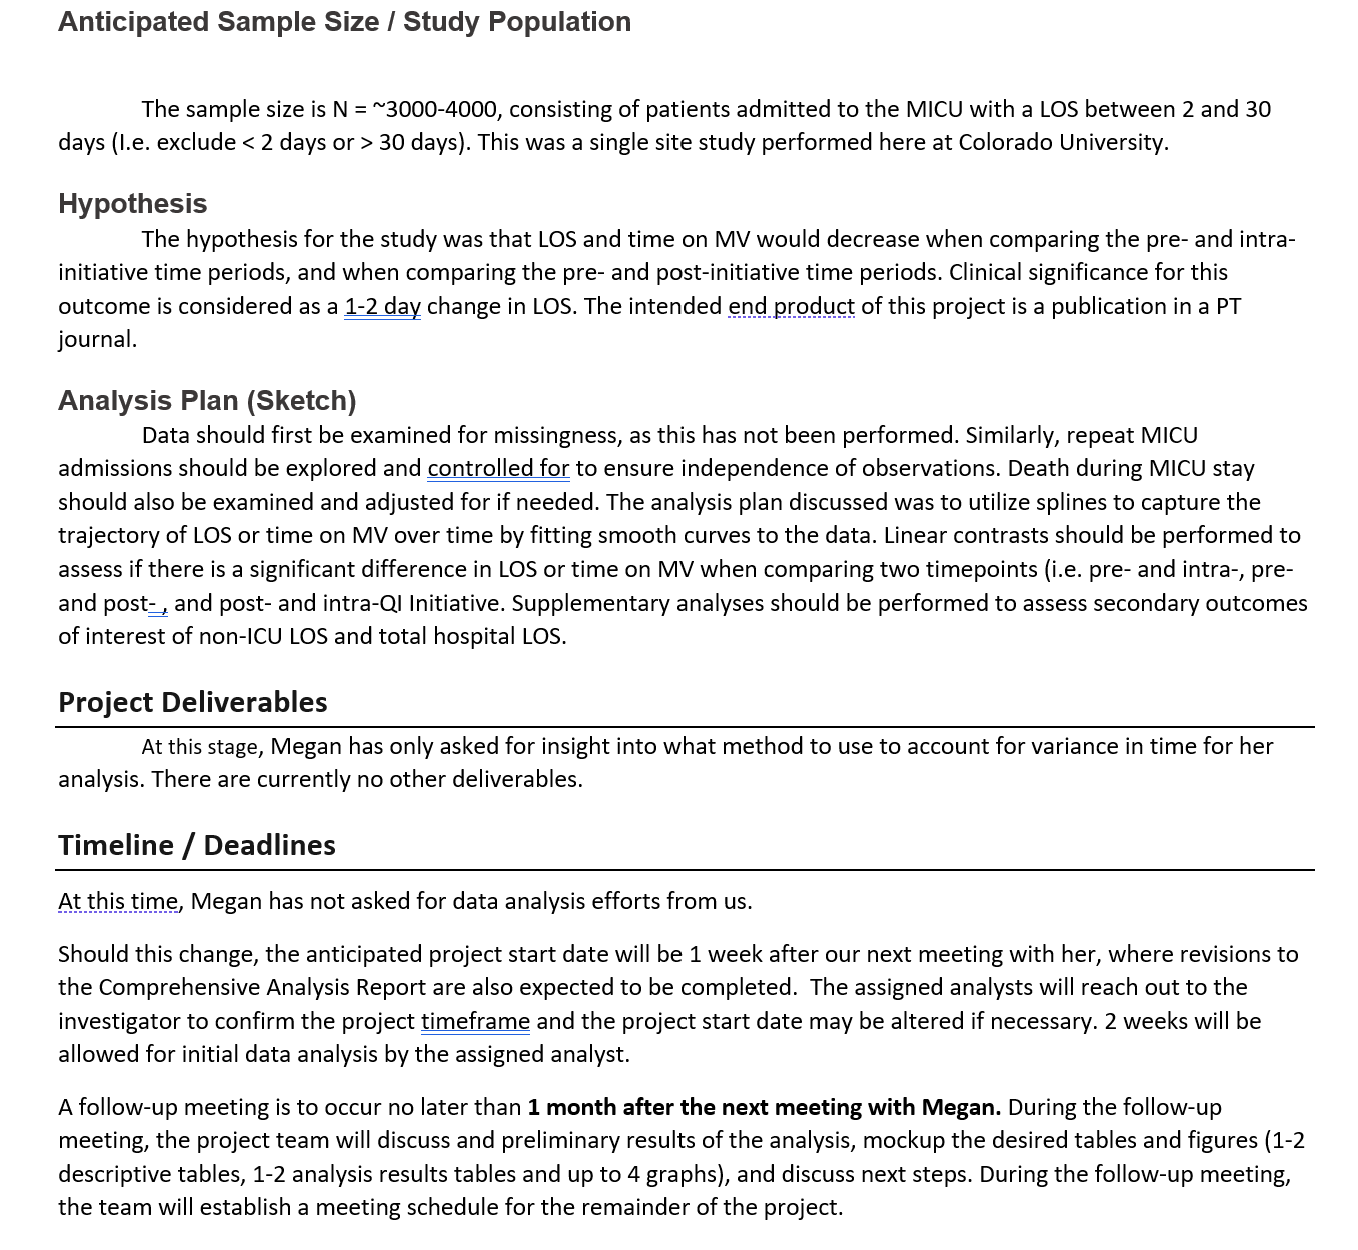 Anticipated Sample Size / Study Population
The sample size is N = ~3000-4000, consisting of patients admitted to the MICU with a LOS between 2 and 30
days (I.e. exclude < 2 days or > 30 days). This was a single site study performed here at Colorado University.
Hypothesis
The hypothesis for the study was that LOS and time on MV would decrease when comparing the pre- and intra-
initiative time periods, and when comparing the pre- and post-initiative time periods. Clinical significance for this
outcome is considered as a 1-2 day change in LOS. The intended end product of this project is a publication in a PT
journal.
Analysis Plan (Sketch)
Data should first be examined for missingness, as this has not been performed. Similarly, repeat MICU
admissions should be explored and controlled for to ensure independence of observations. Death during MICU stay
should also be examined and adjusted for if needed. The analysis plan discussed was to utilize splines to capture the
trajectory of LOS or time on MV over time by fitting smooth curves to the data. Linear contrasts should be performed to
assess if there is a significant difference in LOS or time on MV when comparing two timepoints (i.e. pre- and intra-, pre-
and post- , and post- and intra-QI Initiative. Supplementary analyses should be performed to assess secondary outcomes
of interest of non-ICU LOS and total hospital LOS.
Project Deliverables
At this stage, Megan has only asked for insight into what method to use to account for variance in time for her
analysis. There are currently no other deliverables.
Timeline / Deadlines
At this time, Megan has not asked for data analysis efforts from us.
Should this change, the anticipated project start date will be 1 week after our next meeting with her, where revisions to
the Comprehensive Analysis Report are also expected to be completed.  The assigned analysts will reach out to the
investigator to confirm the project timeframe and the project start date may be altered if necessary. 2 weeks will be
allowed for initial data analysis by the assigned analyst.
A follow-up meeting is to occur no later than 1 month after the next meeting with Megan. During the follow-up
meeting, the project team will discuss and preliminary results of the analysis, mockup the desired tables and figures (1-2
descriptive tables, 1-2 analysis results tables and up to 4 graphs), and discuss next steps. During the follow-up meeting,
the team will establish a meeting schedule for the remainder of the project.